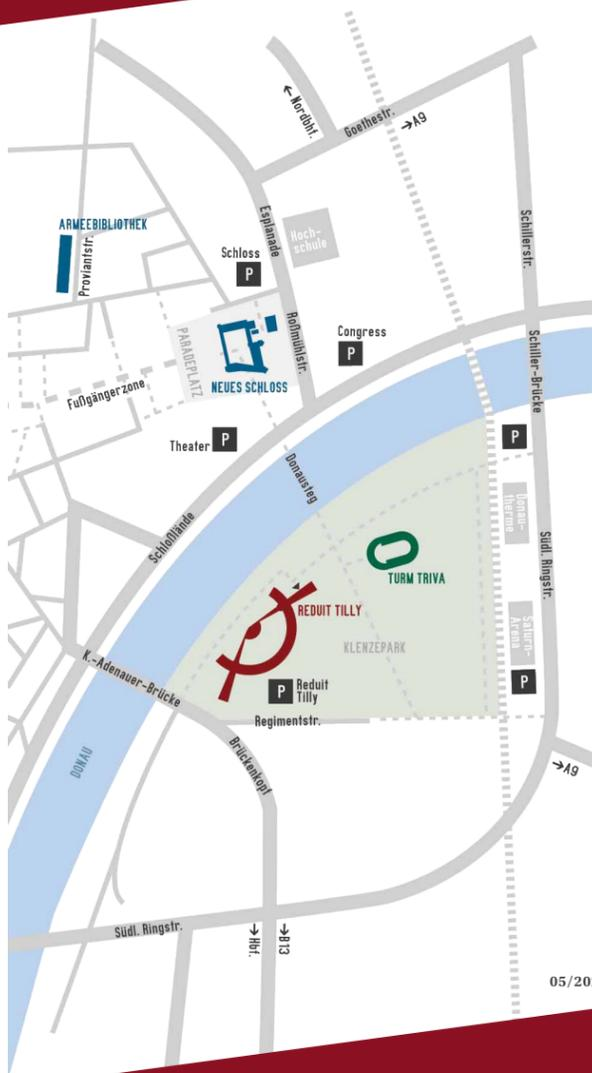 ← Nordbhf.
Goethestr.
→A9
ARMEEBIBLIOTHEK
Proviantstr.
Esplanade
Hoch-
schule
Schillerstr.
Schloss
P
PARADEPLATZ
Roßmühlstr.
Congress
P
NEUES SCHLOSS
Schiller-Brücke
Fußgängerzone
Theater P
P
Donausteg
Donau-
therme
Schloßlände
Südl. Ringstr.
TURM TRIVA
REDUIT TILLY
KLENZEPARK
Saturn-
Arena
P
K.-Adenauer-Brücke
P Reduit
Tilly
Regimentstr.
DONAU
Brückenkopf
→A9
Südl. Ringstr.
→Hbf.
→B13